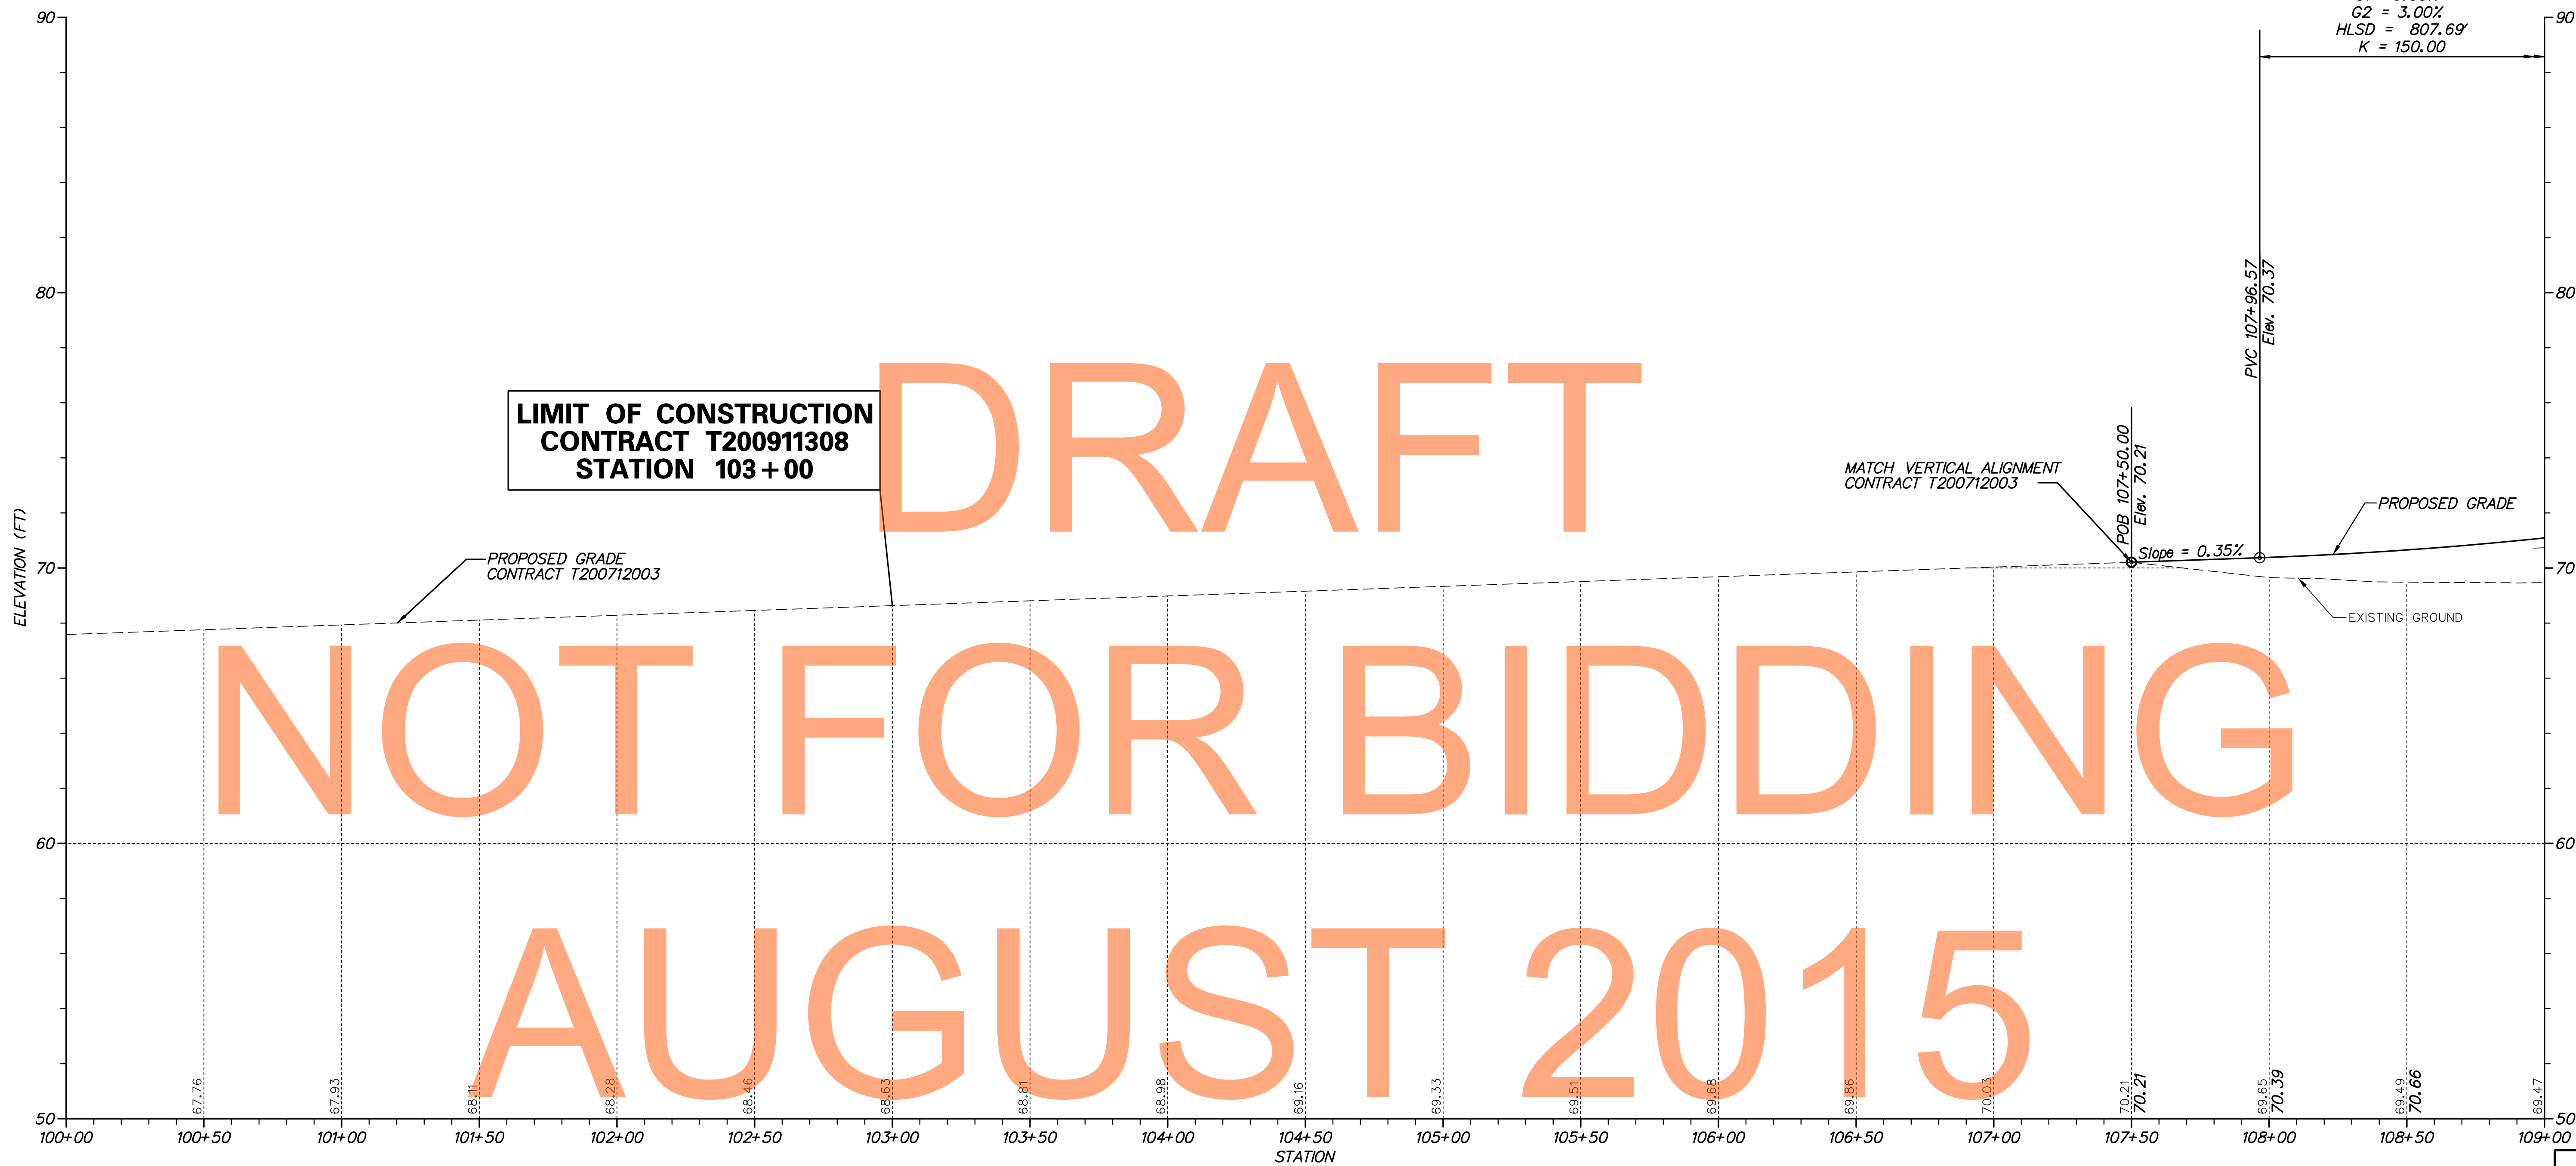 G2 = 3.00%
HLSD = 807.69'
K = 150.00
90
90
80
80
70
70
60
60
50
50
ELEVATION (FT)
PVC 107+96.57
Elev. 70.37
DRAFT
LIMIT OF CONSTRUCTION
CONTRACT T200911308
STATION 103+00
POB 107+50.00
Elev. 70.21
MATCH VERTICAL ALIGNMENT
CONTRACT T200712003
PROPOSED GRADE
Slope = 0.35%
PROPOSED GRADE
CONTRACT T200712003
EXISTING GROUND
NOT FOR BIDDING
AUGUST 2015
67.76
67.93
68.11
68.28
68.46
68.63
68.81
68.98
69.16
69.33
69.51
69.68
69.86
70.03
70.21
70.21
69.65
70.39
69.49
70.66
69.47
100+00
100+50
101+00
101+50
102+00
102+50
103+00
103+50
104+00
104+50
105+00
105+50
106+00
106+50
107+00
107+50
108+00
108+50
109+00
STATION